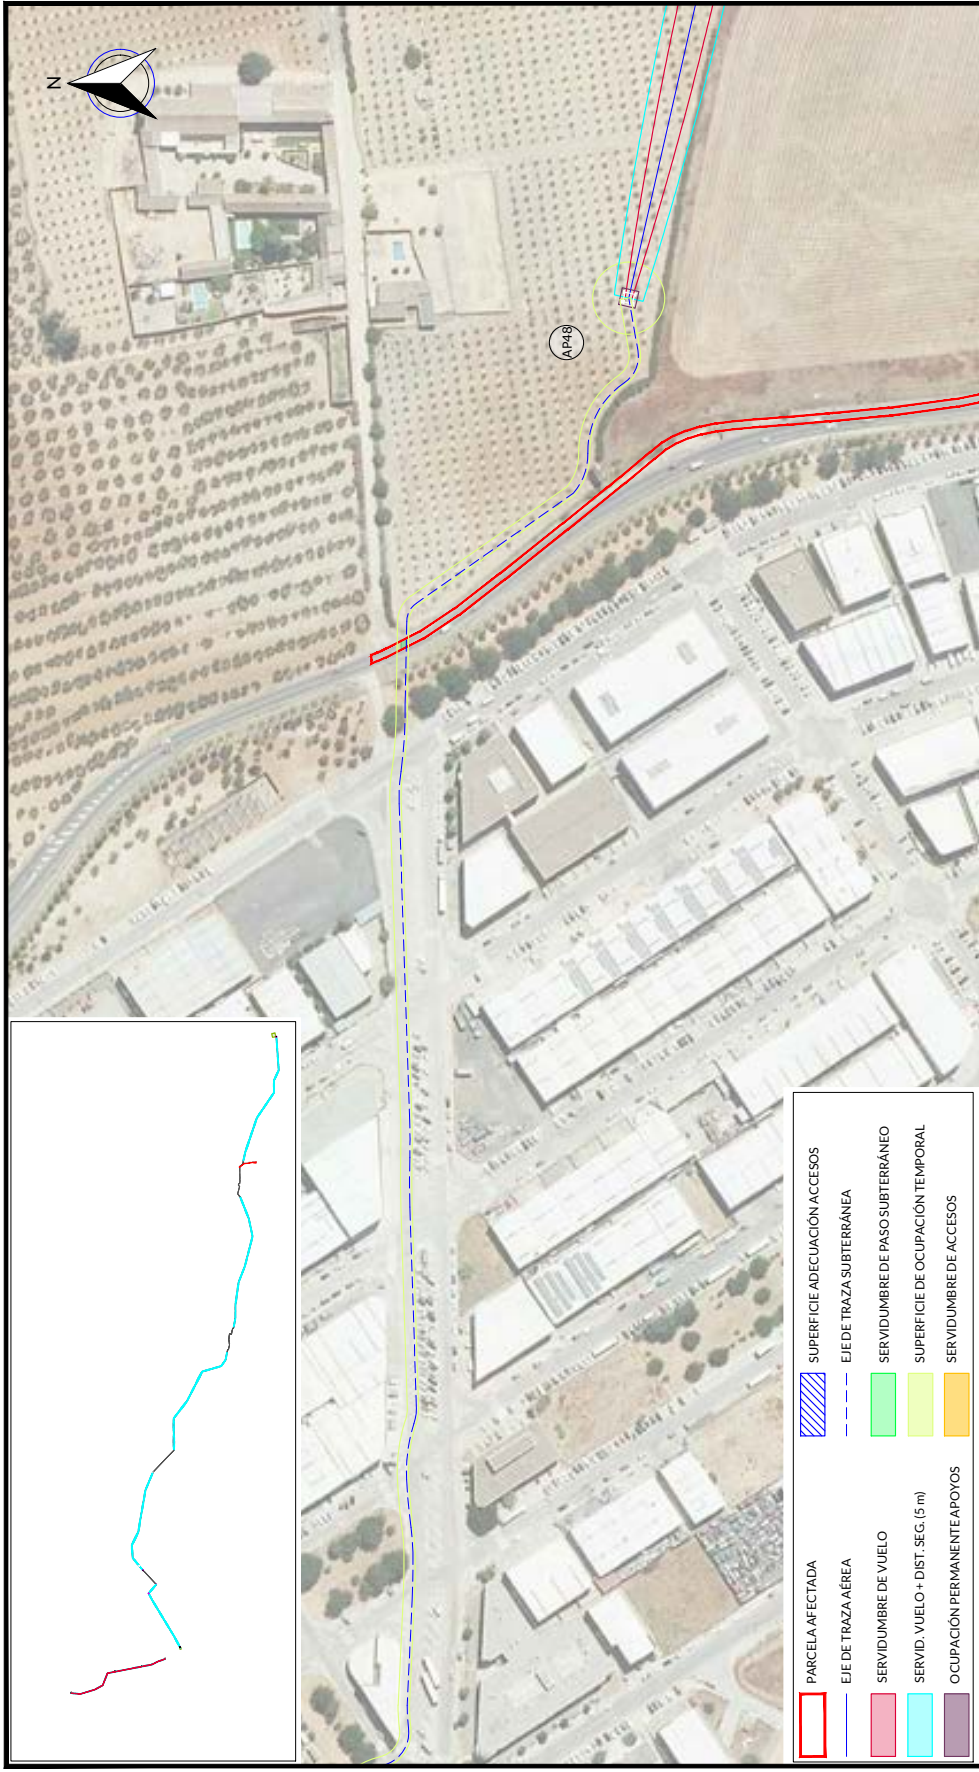 N
AP48
PARCELA AFECTADA
EJE DE TRAZA AÉREA
SERVIDUMBRE DE VUELO
SERVID. VUELO + DIST. SEG. (5 m)
OCUPACIÓN PERMANENTE APOYOS
SUPERFICIE ADECUACIÓN ACCESOS
EJE DE TRAZA SUBTERRÁNEA
SERVIDUMBRE DE PASO SUBTERRÁNEO
SUPERFICIE DE OCUPACIÓN TEMPORAL
SERVIDUMBRE DE ACCESOS